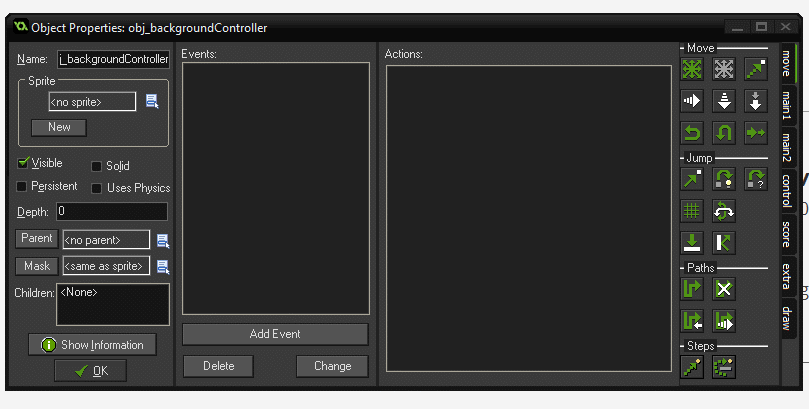 Object Properties: obj_backgroundController
Name: j_backgroundController
Sprite
<no sprite>
New
Visible
Solid
Persistent
Uses Physics
Depth: 0
Parent <no parent>
Mask <same as sprite>
Children: <None>
Show Information
OK
Events:
Add Event
Delete
Change
Actions:
Move
Jump
Paths
Steps
move
main1
main2
control
score
extra
draw